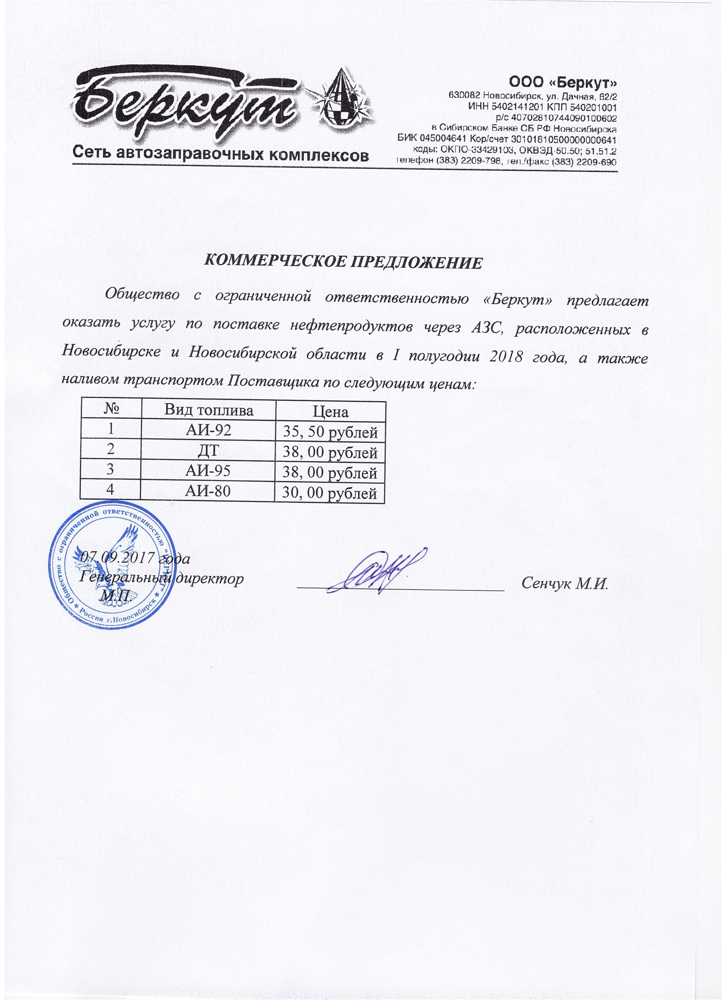 Беркут
Сеть автозаправочных комплексов
ООО «Беркут»
630082 Новосибирск, ул. Дачная, 62/2
ИНН 5402141201 КПП 540201001
р/с 40702810744090100602
в Сибирском Банке СБ РФ Новосибирска
БИК 045004641 Кор/счет 30101810500000000641
коды: ОКПО-33429103, ОКВЭД-50.50; 51.51.2
телефон (383) 2209-798, тел./факс (383) 2209-690
КОММЕРЧЕСКОЕ ПРЕДЛОЖЕНИЕ
Общество с ограниченной ответственностью «Беркут» предлагает
оказать услугу по поставке нефтепродуктов через АЗС, расположенных в
Новосибирске и Новосибирской области в I полугодии 2018 года, а также
наливом транспортом Поставщика по следующим ценам:
№ Вид топлива Цена
1 АИ-92 35, 50 рублей
2 ДТ 38, 00 рублей
3 АИ-95 38, 00 рублей
4 АИ-80 30, 00 рублей
07.09.2017 года
Генеральный директор Сенчук М.И.
М.П.
Общество с ограниченной ответственностью "БЕРКУТ"
* Россия г.Новосибирск *